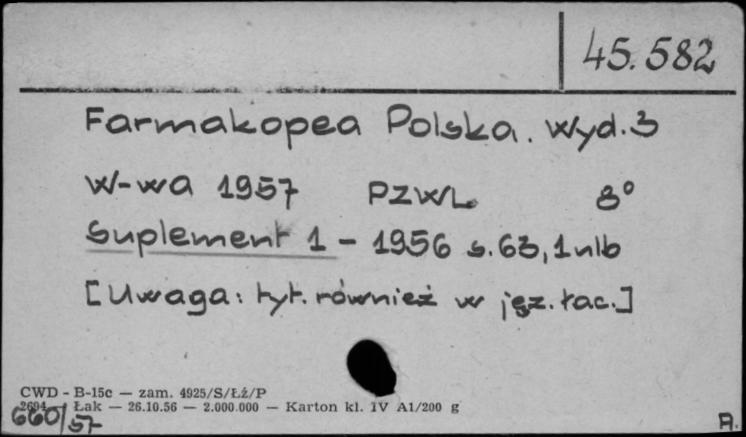 45.582
Farmakopea Polska. Wyd. 3
W-wa 1957 PZWL 8°
Suplement 1 - 1956 s. 63, 1 nlb
[Uwaga: tyt. również w jęz. łac.]
CWD - B-15c — zam. 4925/S/Łż/P
2694 Łak — 26.10.56 — 2.000.000 — Karton kl. IV A1/200 g
660/57
A.